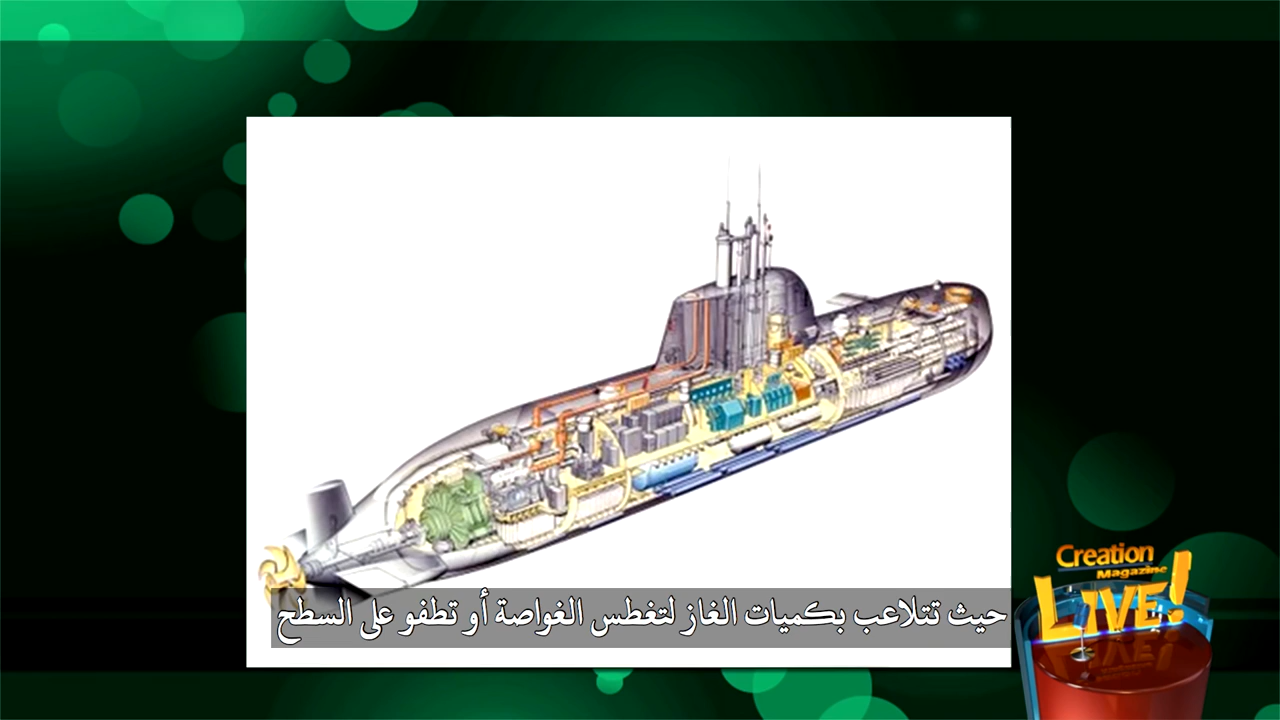 حيث تتلاعب بكميات الغاز لتغطس الغواصة أو تطفو على السطح
Creation
Magazine
LIVE!